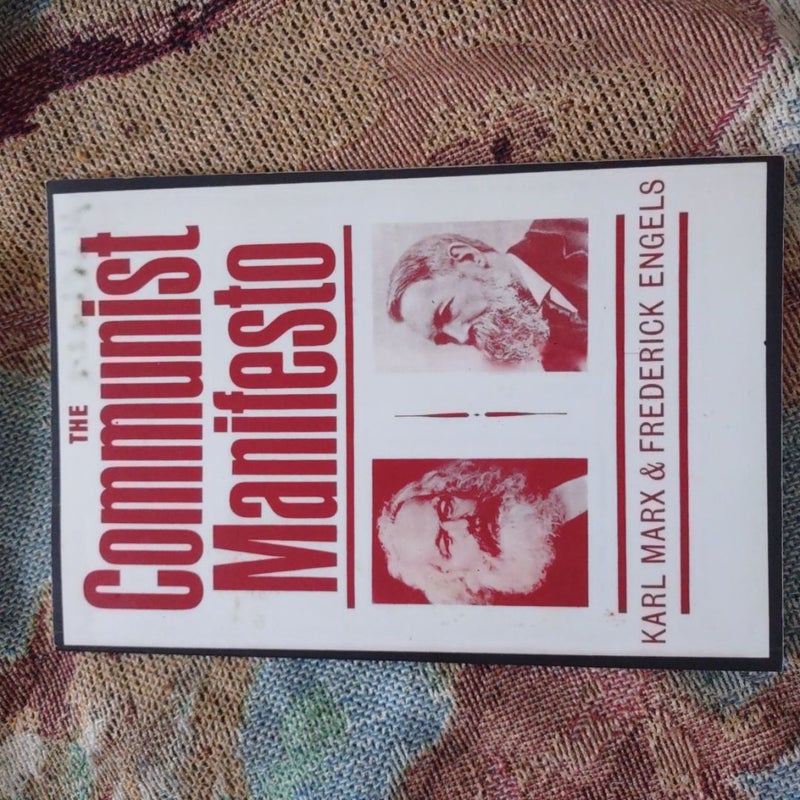 THE
Communist
Manifesto
KARL MARX & FREDERICK ENGELS